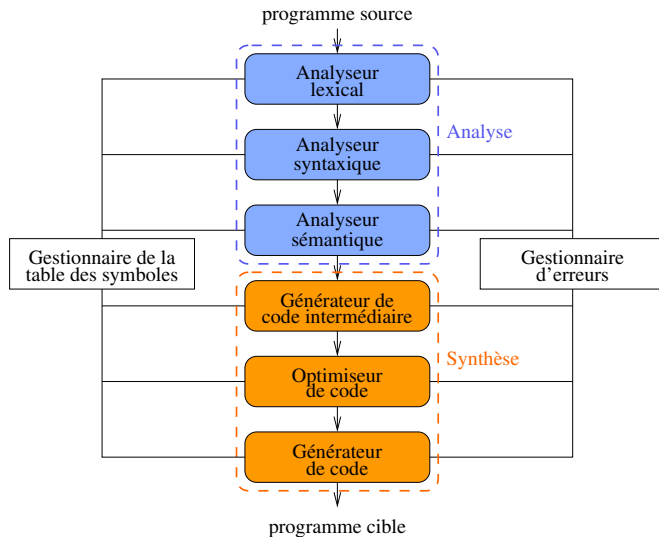 programme source
Analyseur
lexical
Analyse
Analyseur
syntaxique
Analyseur
sémantique
Gestionnaire de la
table des symboles
Gestionnaire
d'erreurs
Générateur de
code intermédiaire
Synthèse
Optimiseur
de code
Générateur
de code
programme cible